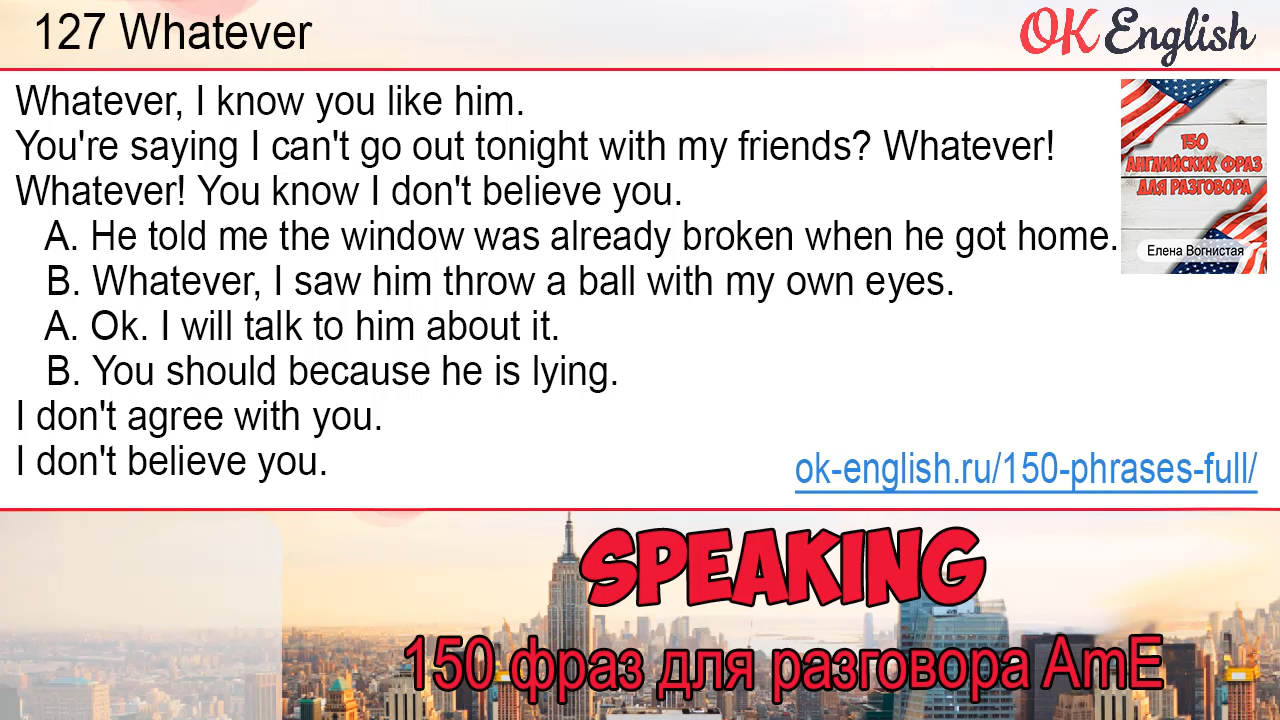 127 Whatever
OK English
Whatever, I know you like him.
You're saying I can't go out tonight with my friends? Whatever!
Whatever! You know I don't believe you.
A. He told me the window was already broken when he got home.
B. Whatever, I saw him throw a ball with my own eyes.
A. Ok. I will talk to him about it.
B. You should because he is lying.
I don't agree with you.
I don't believe you.
150
АНГЛИЙСКИХ ФРАЗ
ДЛЯ РАЗГОВОРА
Елена Вогнистая
ok-english.ru/150-phrases-full/
SPEAKING
150 фраз для разговора AmE